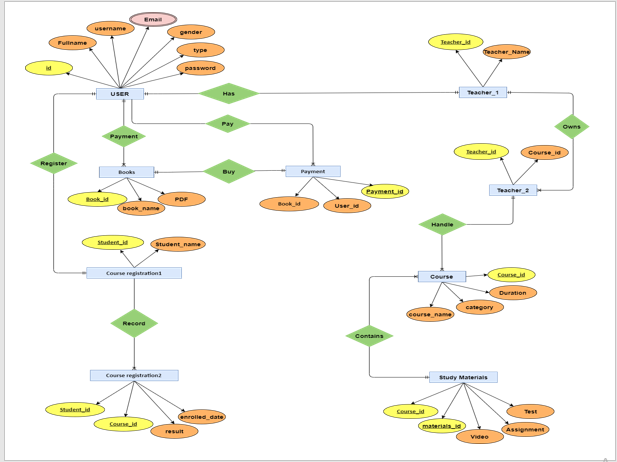 Email
username
gender
Fullname
type
id
password
USER
Has
Teacher_id
Teacher_Name
Teacher_1
Payment
Pay
Owns
Register
Books
Buy
Payment
Teacher_id
Course_id
Teacher_2
Book_id
book_name
PDF
Book_id
User_id
Payment_id
Handle
Student_id
Student_name
Course registration1
Course
Course_id
Duration
category
course_name
Record
Contains
Course registration2
Study Materials
Student_id
Course_id
result
enrolled_date
Course_id
materials_id
Video
Assignment
Test